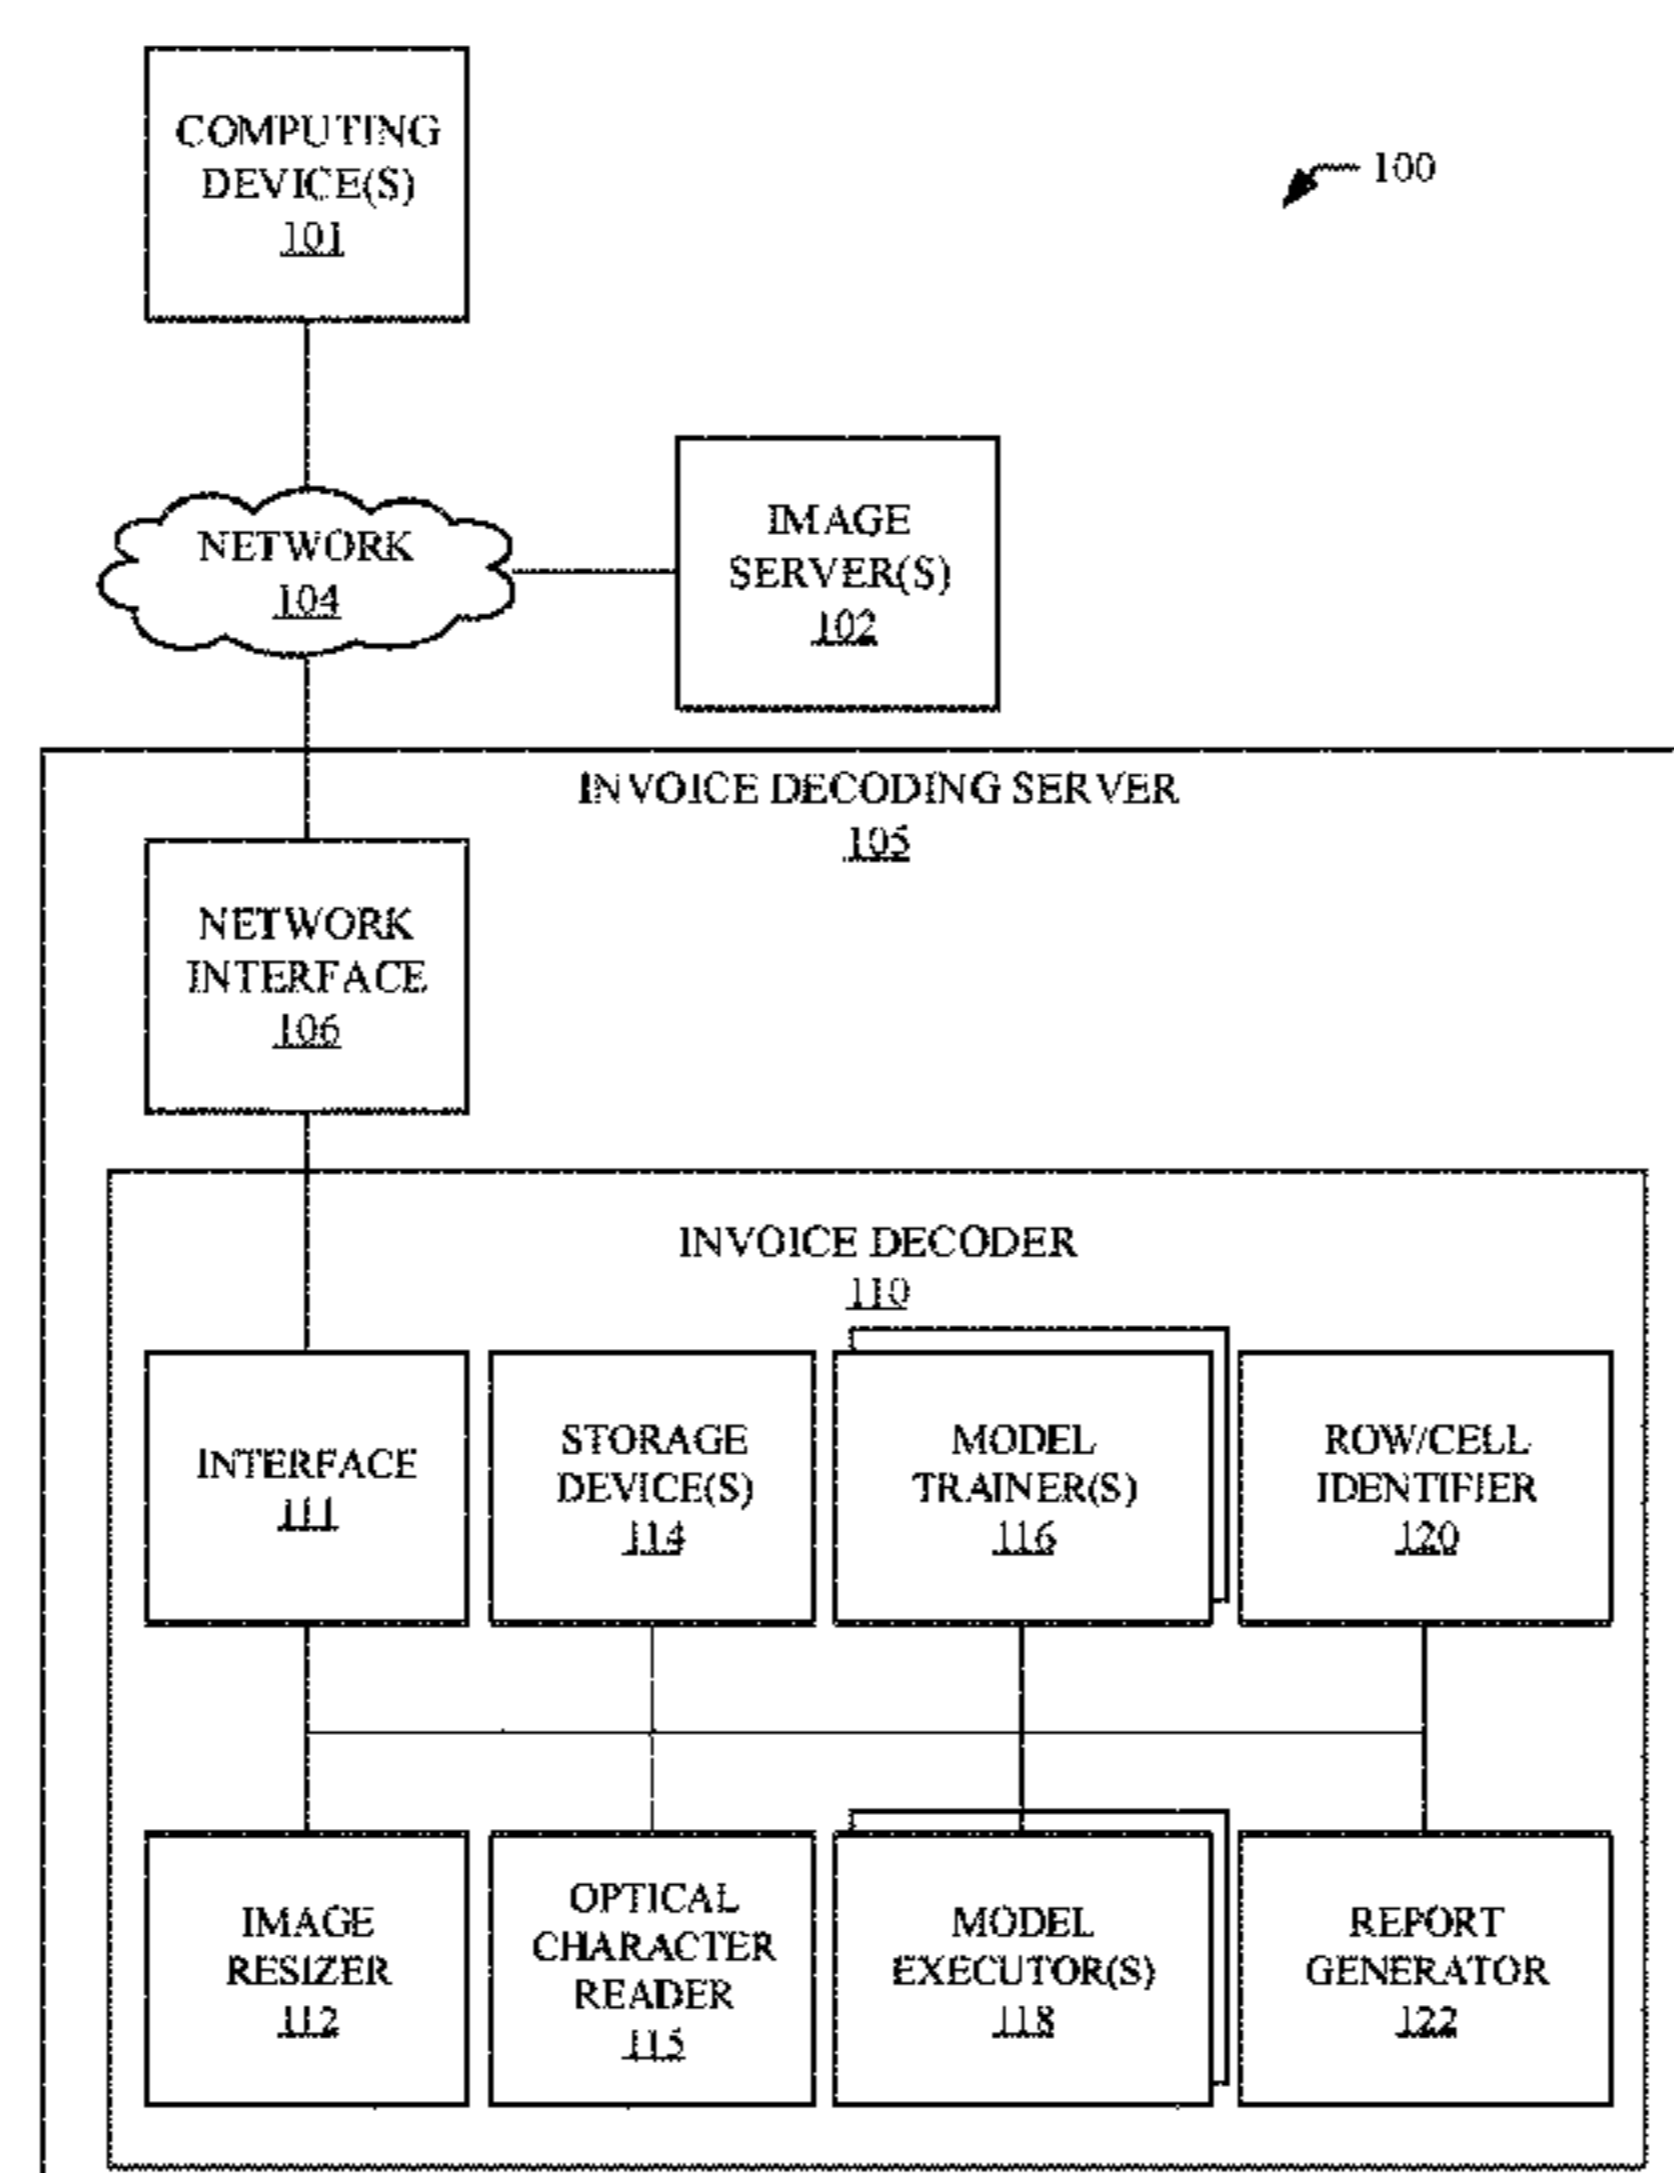 COMPUTING
DEVICE(S)
101
100
NETWORK
104
IMAGE
SERVER(S)
102
INVOICE DECODING SERVER
105
NETWORK
INTERFACE
106
INVOICE DECODER
110
INTERFACE
111
STORAGE
DEVICE(S)
114
MODEL
TRAINER(S)
116
ROW/CELL
IDENTIFIER
120
IMAGE
RESIZER
112
OPTICAL
CHARACTER
READER
115
MODEL
EXECUTOR(S)
118
REPORT
GENERATOR
122